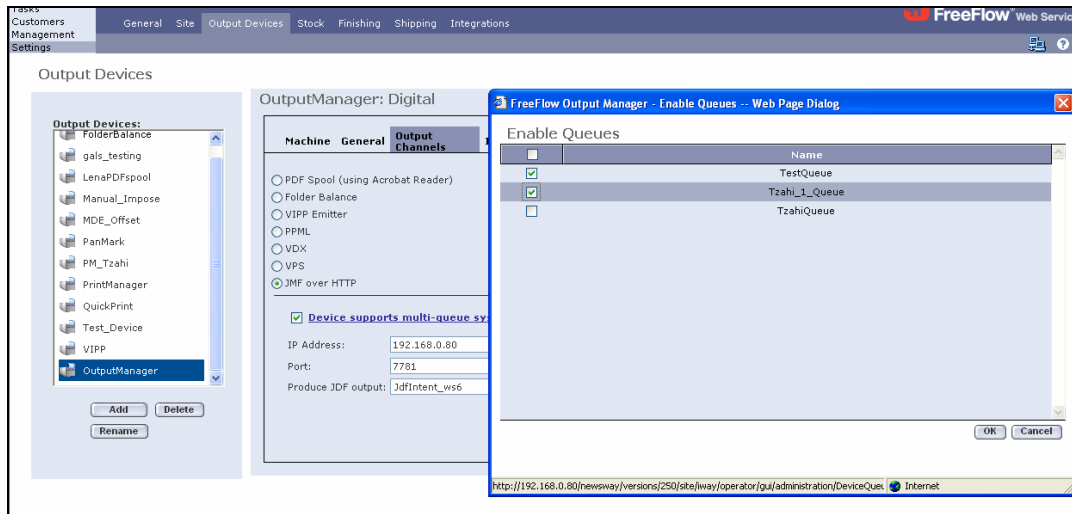 Tasks
Customers
Management
Settings
General Site Output Devices Stock Finishing Shipping Integrations
FreeFlow® Web Servic
Output Devices
Output Devices:
FolderBalance
gals_testing
LenaPDFspool
Manual_Impose
MDE_Offset
PanMark
PM_Tzahi
PrintManager
QuickPrint
Test_Device
VIPP
OutputManager
Add Delete
Rename
OutputManager: Digital
Machine General Output Channels
PDF Spool (using Acrobat Reader)
Folder Balance
VIPP Emitter
PPML
VDX
VPS
JMF over HTTP
Device supports multi-queue sy
IP Address: 192.168.0.80
Port: 7781
Produce JDF output: JdfIntent_ws6
FreeFlow Output Manager - Enable Queues -- Web Page Dialog
Enable Queues
Name
TestQueue
Tzahi_1_Queue
TzahiQueue
OK Cancel
http://192.168.0.80/newsway/versions/250/site/iway/operator/gui/administration/DeviceQueu Internet